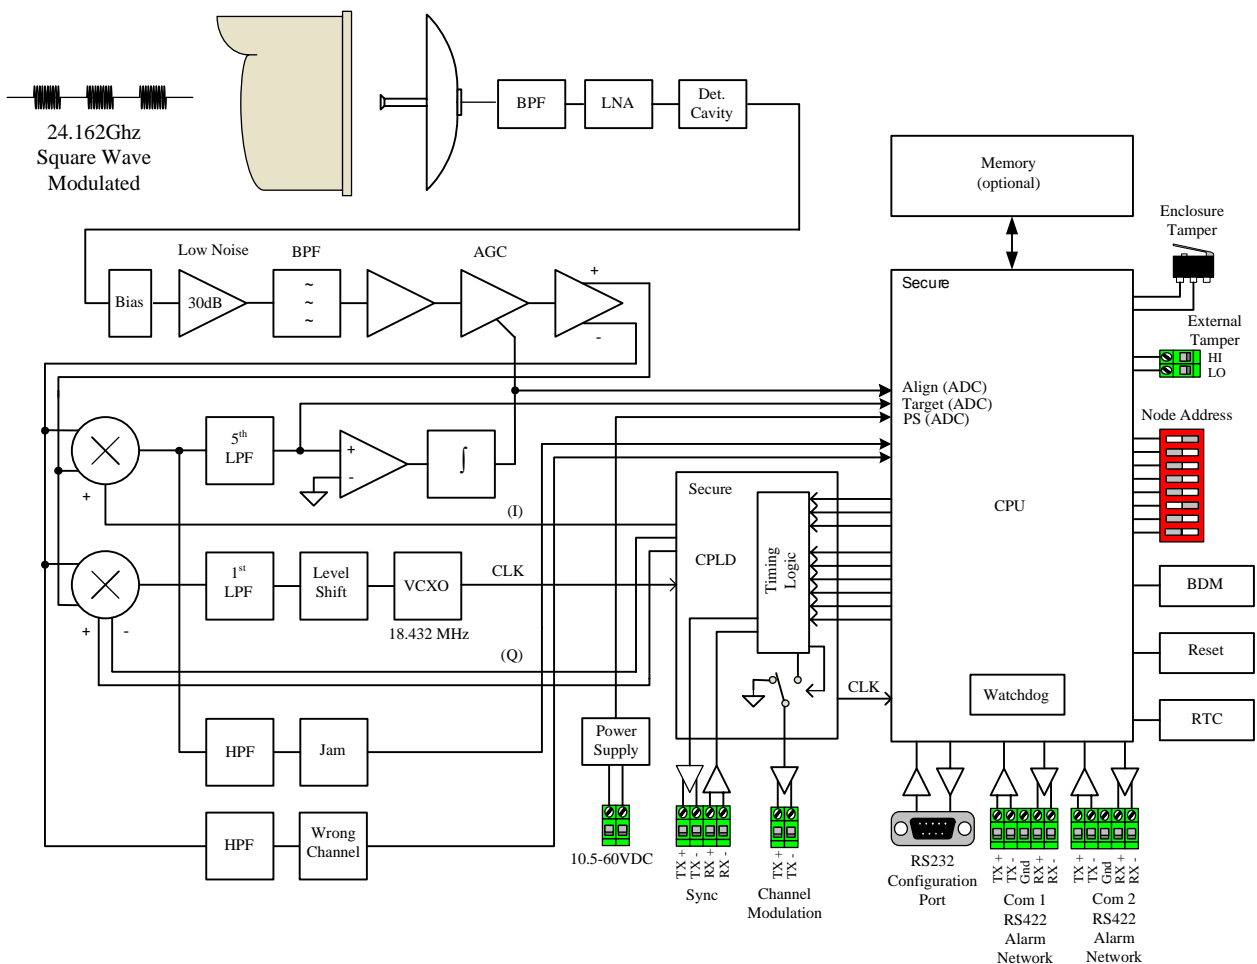 24.162Ghz
Square Wave
Modulated
BPF
LNA
Det.
Cavity
Memory
(optional)
Enclosure
Tamper
Low Noise
BPF
AGC
Bias
30dB
~
~
~
+
-
Secure
External
Tamper
HI
LO
Align (ADC)
Target (ADC)
PS (ADC)
Node Address
5th
LPF
+
-
∫
+
(I)
Secure
CPLD
Timing
Logic
CPU
1st
LPF
Level
Shift
VCXO
CLK
18.432 MHz
+
-
(Q)
BDM
Reset
RTC
CLK
Watchdog
HPF
Jam
Power
Supply
HPF
Wrong
Channel
10.5-60VDC
TX +
TX -
RX +
RX -
Sync
TX +
TX -
Channel
Modulation
RS232
Configuration
Port
TX +
TX -
Gnd
RX +
RX -
Com 1
RS422
Alarm
Network
TX +
TX -
Gnd
RX +
RX -
Com 2
RS422
Alarm
Network